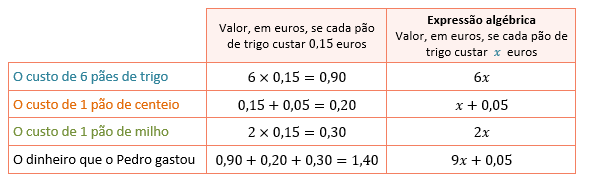 Valor, em euros, se cada pão
de trigo custar 0,15 euros
Expressão algébrica
Valor, em euros, se cada pão de
trigo custar x euros
O custo de 6 pães de trigo
6 × 0,15 = 0,90
6x
O custo de 1 pão de centeio
0,15 + 0,05 = 0,20
x + 0,05
O custo de 1 pão de milho
2 × 0,15 = 0,30
2x
O dinheiro que o Pedro gastou
0,90 + 0,20 + 0,30 = 1,40
9x + 0,05